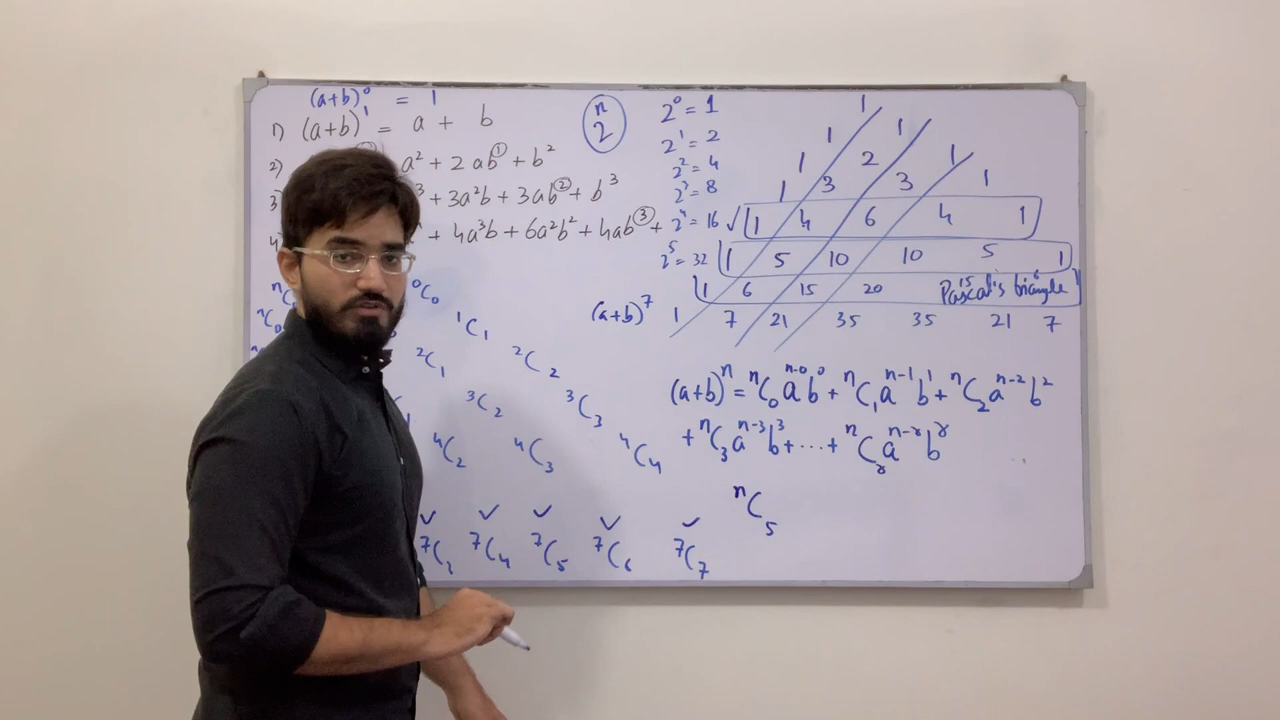 (a+b)⁰ = 1
1) (a+b)¹ = a + b
2) a² + 2ab① + b²
3 ³ + 3a²b + 3ab② + b³
4 + 4a³b + 6a²b² + 4ab③ +
n
2
2⁰ = 1
2¹ = 2
2² = 4
2³ = 8
2⁴ = 16 √
2⁵ = 32
1
1 1
1 2 1
1 3 3 1
1 4 6 4 1
1 5 10 10 5 1
1 6 15 20 15 6 1
Pascal's triangle
(a+b)⁷ 1 7 21 35 35 21 7
⁰C₀
ⁿC₀ ¹C₁
²C₁ ²C₂
³C₂ ³C₃
⁴C₂ ⁴C₃ ⁴C₄
✓ ✓ ✓ ✓ ✓
⁷C₄ ⁷C₅ ⁷C₆ ⁷C₇
(a+b)ⁿ = ⁿC₀aⁿ⁻⁰b⁰ + ⁿC₁aⁿ⁻¹b¹ + ⁿC₂aⁿ⁻²b²
+ ⁿC₃aⁿ⁻³b³ + ... + ⁿCᵣaⁿ⁻ʳbʳ
ⁿC₅